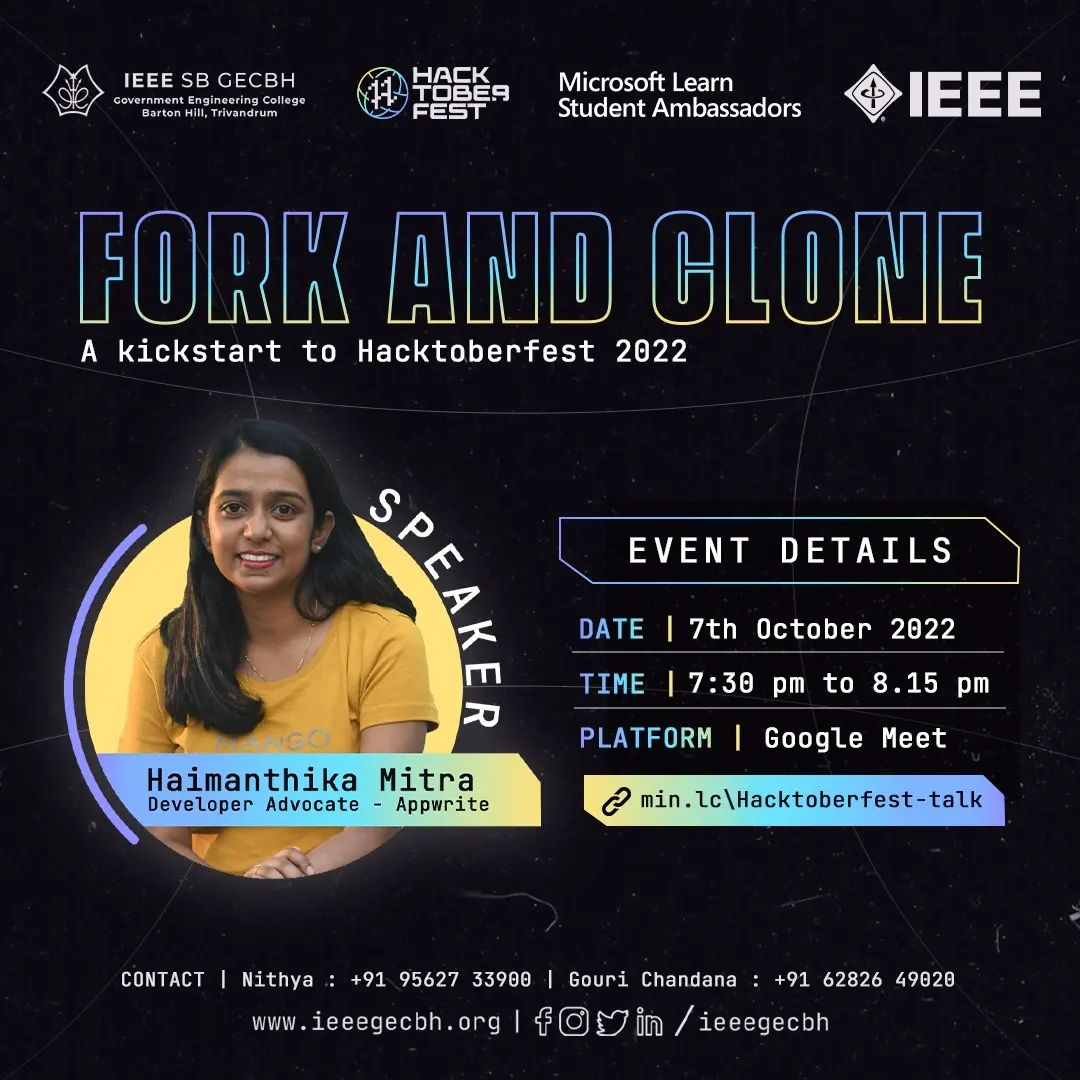 IEEE SB GECBH
Government Engineering College
Barton Hill, Trivandrum
HACK
TOBER
FEST
Microsoft Learn
Student Ambassadors
IEEE
FORK AND CLONE
A kickstart to Hacktoberfest 2022
SPEAKER
MANGO
Haimanthika Mitra
Developer Advocate - Appwrite
EVENT DETAILS
DATE | 7th October 2022
TIME | 7:30 pm to 8.15 pm
PLATFORM | Google Meet
min.lc\Hacktoberfest-talk
CONTACT | Nithya : +91 95627 33900 | Gouri Chandana : +91 62826 49020
www.ieeegecbh.org | /ieeegecbh